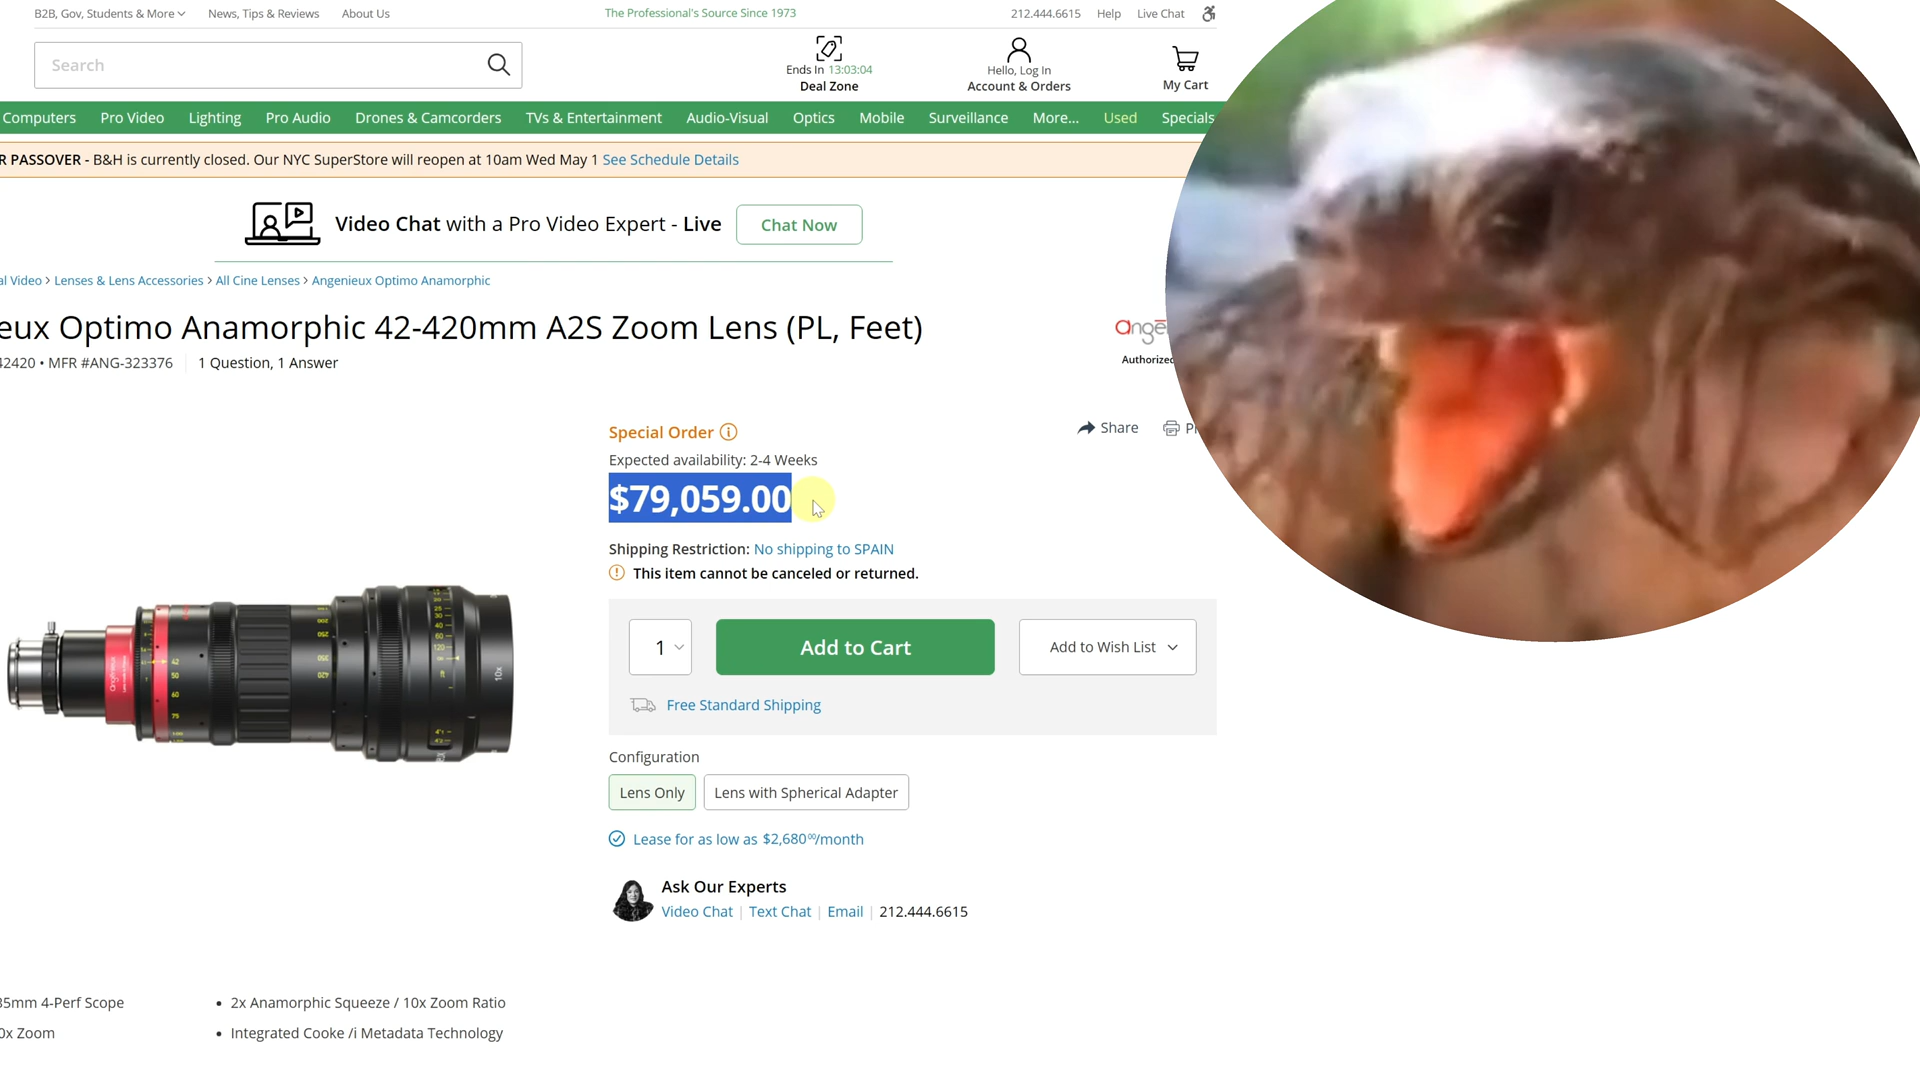 B2B, Gov, Students & More News, Tips & Reviews About Us The Professional's Source Since 1973 212.444.6615 Help Live Chat
Search
Ends In 13:03:04
Deal Zone
Hello, Log In
Account & Orders
My Cart
Computers Pro Video Lighting Pro Audio Drones & Camcorders TVs & Entertainment Audio-Visual Optics Mobile Surveillance More... Used Specials
R PASSOVER - B&H is currently closed. Our NYC SuperStore will reopen at 10am Wed May 1 See Schedule Details
Video Chat with a Pro Video Expert - Live Chat Now
al Video > Lenses & Lens Accessories > All Cine Lenses > Angenieux Optimo Anamorphic
eux Optimo Anamorphic 42-420mm A2S Zoom Lens (PL, Feet)
42420 • MFR #ANG-323376 1 Question, 1 Answer
ange
Authorized
Special Order
Share
Expected availability: 2-4 Weeks
$79,059.00
Shipping Restriction: No shipping to SPAIN
This item cannot be canceled or returned.
1 Add to Cart Add to Wish List
Free Standard Shipping
Configuration
Lens Only Lens with Spherical Adapter
Lease for as low as $2,680⁰⁰/month
Ask Our Experts
Video Chat | Text Chat | Email | 212.444.6615
35mm 4-Perf Scope • 2x Anamorphic Squeeze / 10x Zoom Ratio
0x Zoom • Integrated Cooke /i Metadata Technology